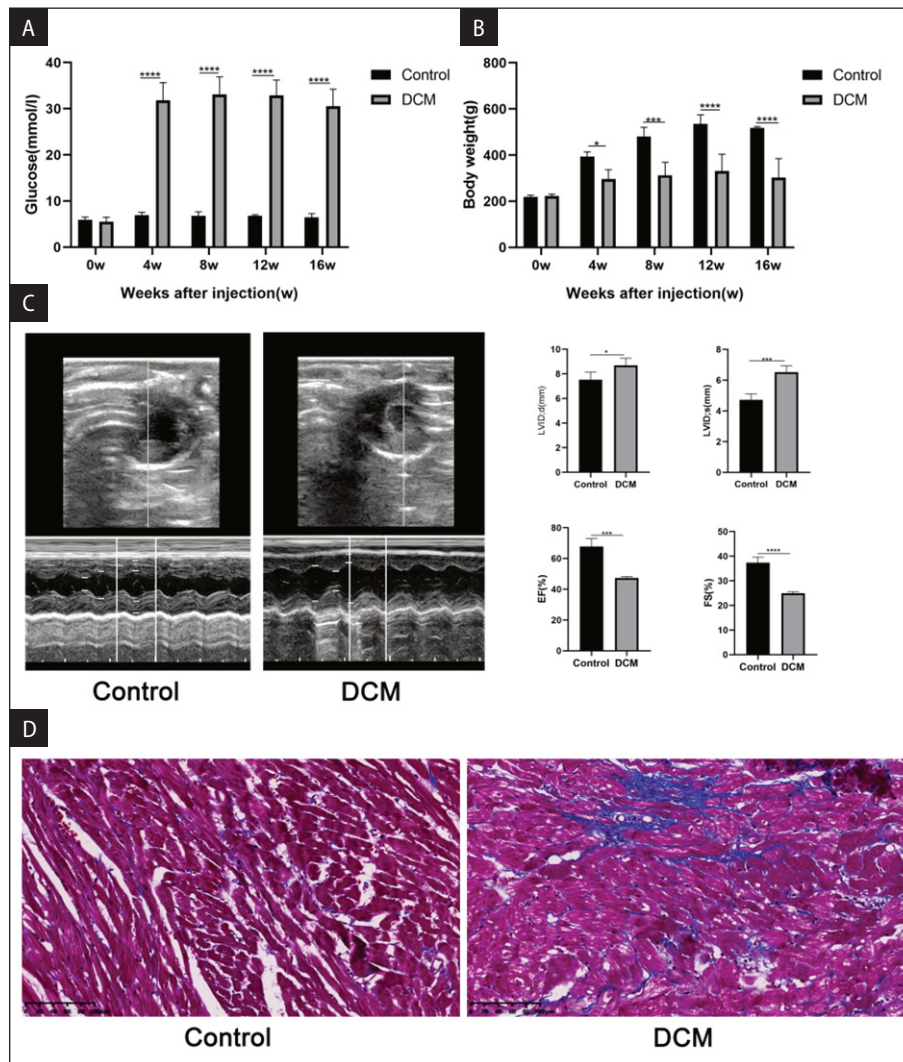 A
Glucose(mmol/l)
40
30
20
10
0
****
****
****
****
Control
DCM
0w
4w
8w
12w
16w
Weeks after injection(w)
B
Body weight(g)
800
600
400
200
0
*
***
****
****
Control
DCM
0w
4w
8w
12w
16w
Weeks after injection(w)
C
Control
DCM
LVID;d(mm)
10
8
6
4
2
0
*
Control
DCM
LVID;s(mm)
8
6
4
2
0
***
Control
DCM
EF(%)
80
60
40
20
0
***
Control
DCM
FS(%)
50
40
30
20
10
0
****
Control
DCM
D
Control
DCM